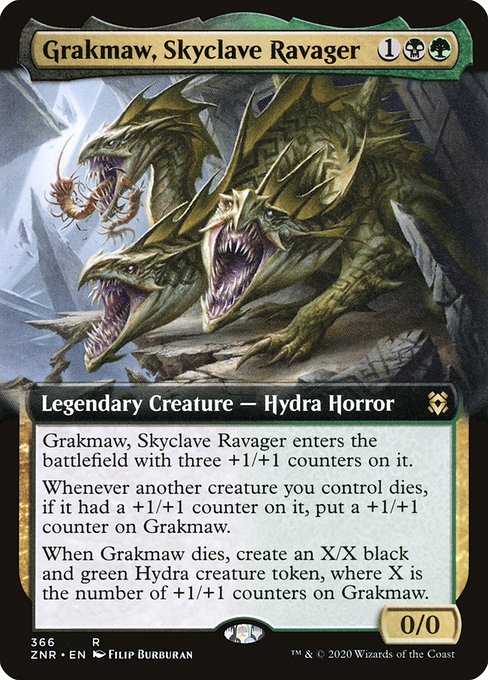 Grakmaw, Skyclave Ravager 1
Legendary Creature — Hydra Horror
Grakmaw, Skyclave Ravager enters the
battlefield with three +1/+1 counters on it.
Whenever another creature you control dies,
if it had a +1/+1 counter on it, put a +1/+1
counter on Grakmaw.
When Grakmaw dies, create an X/X black
and green Hydra creature token, where X is
the number of +1/+1 counters on Grakmaw.
0/0
366 R
ZNR • EN Filip Burburan
™ & © 2020 Wizards of the Coast